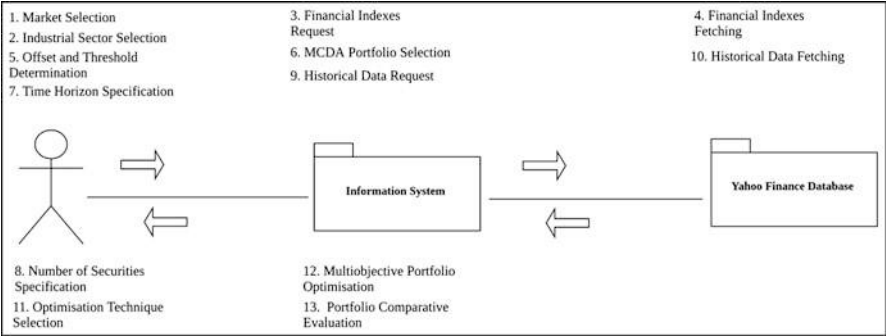 1. Market Selection
2. Industrial Sector Selection
5. Offset and Threshold
Determination
7. Time Horizon Specification
3. Financial Indexes
Request
6. MCDA Portfolio Selection
9. Historical Data Request
4. Financial Indexes
Fetching
10. Historical Data Fetching
Information System
Yahoo Finance Database
8. Number of Securities
Specification
11. Optimisation Technique
Selection
12. Multiobjective Portfolio
Optimisation
13. Portfolio Comparative
Evaluation